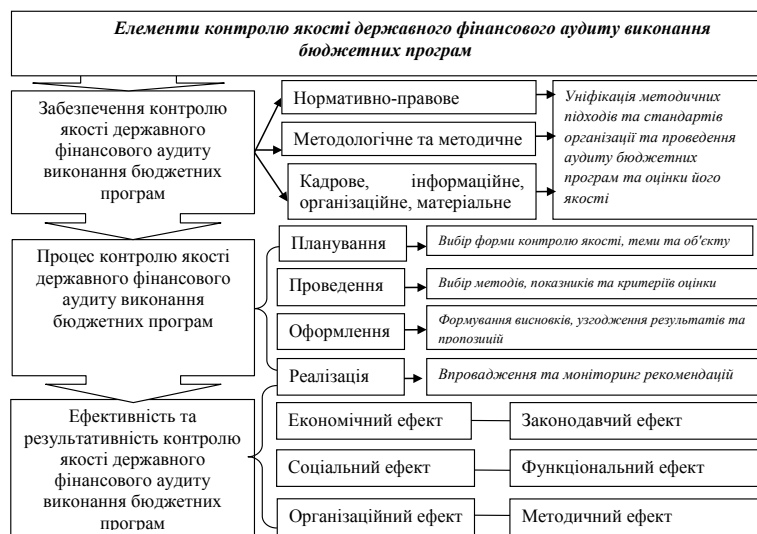 Елементи контролю якості державного фінансового аудиту виконання
бюджетних програм
Забезпечення контролю
якості державного
фінансового аудиту
виконання бюджетних
програм
Нормативно-правове
Методологічне та методичне
Кадрове, інформаційне,
організаційне, матеріальне
Уніфікація методичних
підходів та стандартів
організації та проведення
аудиту бюджетних
програм та оцінки його
якості
Процес контролю якості
державного фінансового
аудиту виконання
бюджетних програм
Планування
Вибір форми контролю якості, теми та об'єкту
Проведення
Вибір методів, показників та критеріїв оцінки
Оформлення
Формування висновків, узгодження результатів та
пропозицій
Реалізація
Впровадження та моніторинг рекомендацій
Ефективність та
результативність контролю
якості державного
фінансового аудиту
виконання бюджетних
програм
Економічний ефект
Законодавчий ефект
Соціальний ефект
Функціональний ефект
Організаційний ефект
Методичний ефект